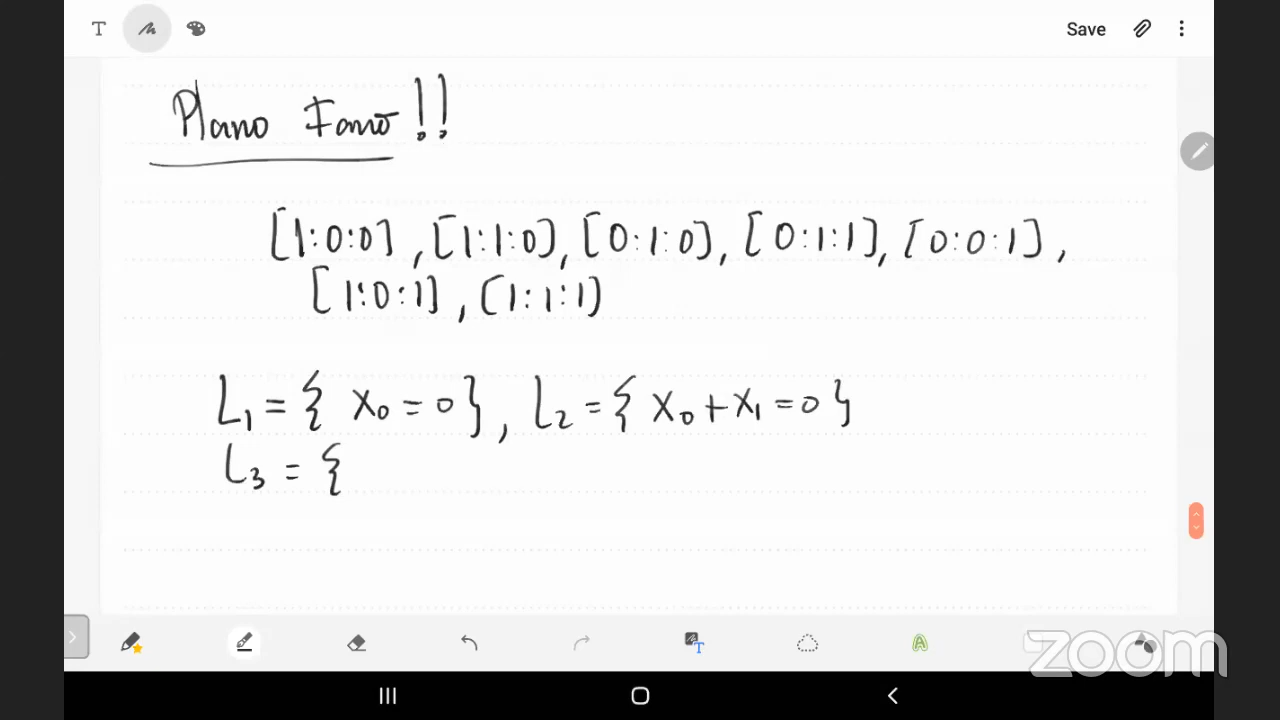 Save
Plano Fano!!
[1:0:0], [1:1:0], [0:1:0], [0:1:1], [0:0:1],
[1:0:1], [1:1:1]
L₁ = { x₀ = 0 }, L₂ = { x₀ + x₁ = 0 }
L₃ = {
zoom